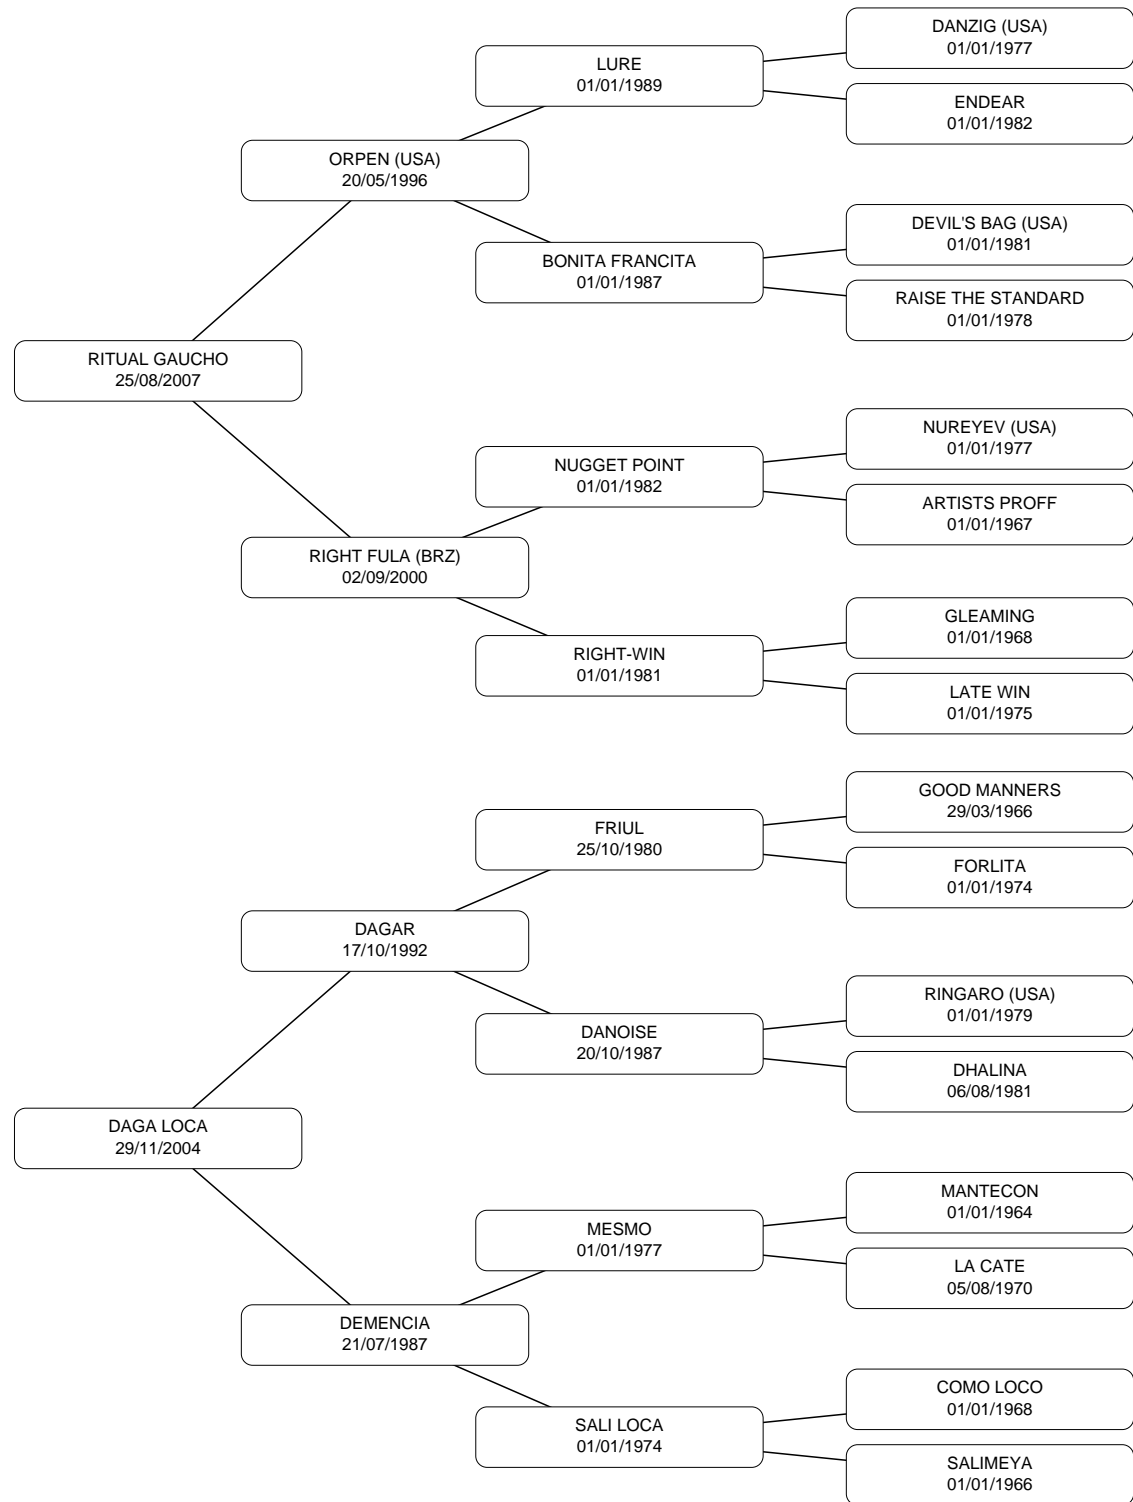 DANZIG (USA)
01/01/1977
LURE
01/01/1989
ENDEAR
01/01/1982
ORPEN (USA)
20/05/1996
DEVIL'S BAG (USA)
01/01/1981
BONITA FRANCITA
01/01/1987
RAISE THE STANDARD
01/01/1978
RITUAL GAUCHO
25/08/2007
NUREYEV (USA)
01/01/1977
NUGGET POINT
01/01/1982
ARTISTS PROFF
01/01/1967
RIGHT FULA (BRZ)
02/09/2000
GLEAMING
01/01/1968
RIGHT-WIN
01/01/1981
LATE WIN
01/01/1975
GOOD MANNERS
29/03/1966
FRIUL
25/10/1980
FORLITA
01/01/1974
DAGAR
17/10/1992
RINGARO (USA)
01/01/1979
DANOISE
20/10/1987
DHALINA
06/08/1981
DAGA LOCA
29/11/2004
MANTECON
01/01/1964
MESMO
01/01/1977
LA CATE
05/08/1970
DEMENCIA
21/07/1987
COMO LOCO
01/01/1968
SALI LOCA
01/01/1974
SALIMEYA
01/01/1966